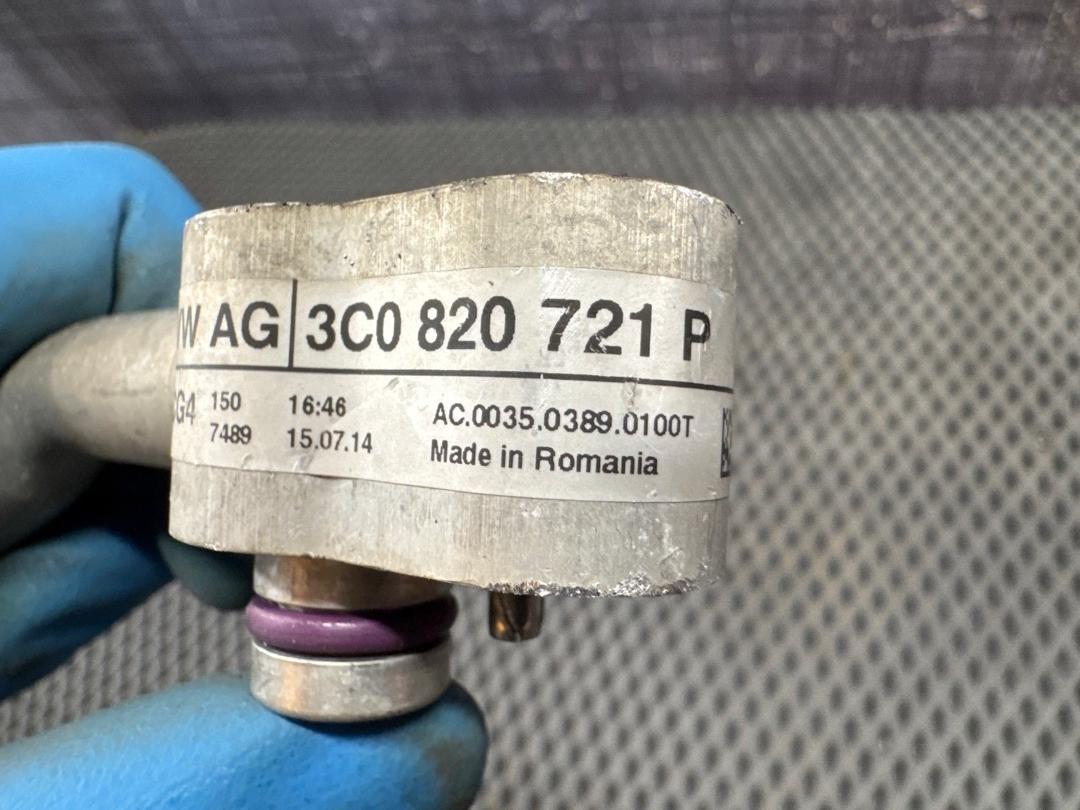 VW AG 3C0 820 721 P
G4 150 16:46 AC.0035.0389.0100T
7489 15.07.14 Made in Romania